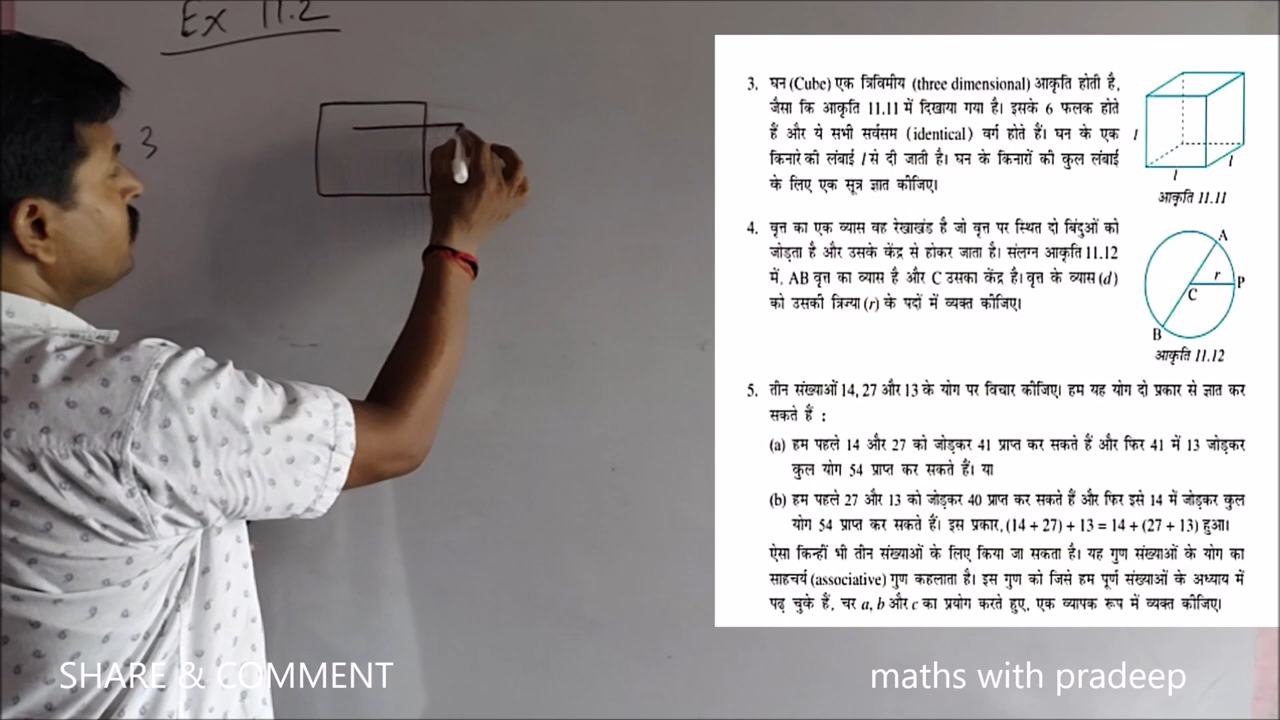 Ex 11.2
3
3. घन (Cube) एक त्रिविमीय (three dimensional) आकृति होती है,
जैसा कि आकृति 11.11 में दिखाया गया है। इसके 6 फलक होते
हैं और ये सभी सर्वसम (identical) वर्ग होते हैं। घन के एक
किनारे की लंबाई l से दी जाती है। घन के किनारों की कुल लंबाई
के लिए एक सूत्र ज्ञात कीजिए।
l
l
l
आकृति 11.11
4. वृत्त का एक व्यास वह रेखाखंड है जो वृत्त पर स्थित दो बिंदुओं को
जोड़ता है और उसके केंद्र से होकर जाता है। संलग्न आकृति 11.12
में, AB वृत्त का व्यास है और C उसका केंद्र है। वृत्त के व्यास (d)
को उसकी त्रिज्या (r) के पदों में व्यक्त कीजिए।
A
r
P
C
B
आकृति 11.12
5. तीन संख्याओं 14, 27 और 13 के योग पर विचार कीजिए। हम यह योग दो प्रकार से ज्ञात कर
सकते हैं :
(a) हम पहले 14 और 27 को जोड़कर 41 प्राप्त कर सकते हैं और फिर 41 में 13 जोड़कर
कुल योग 54 प्राप्त कर सकते हैं। या
(b) हम पहले 27 और 13 को जोड़कर 40 प्राप्त कर सकते हैं और फिर इसे 14 में जोड़कर कुल
योग 54 प्राप्त कर सकते हैं। इस प्रकार, (14 + 27) + 13 = 14 + (27 + 13) हुआ।
ऐसा किन्हीं भी तीन संख्याओं के लिए किया जा सकता है। यह गुण संख्याओं के योग का
साहचर्य (associative) गुण कहलाता है। इस गुण को जिसे हम पूर्ण संख्याओं के अध्याय में
पढ़ चुके हैं, चर a, b और c का प्रयोग करते हुए, एक व्यापक रूप में व्यक्त कीजिए।
SHARE & COMMENT
maths with pradeep